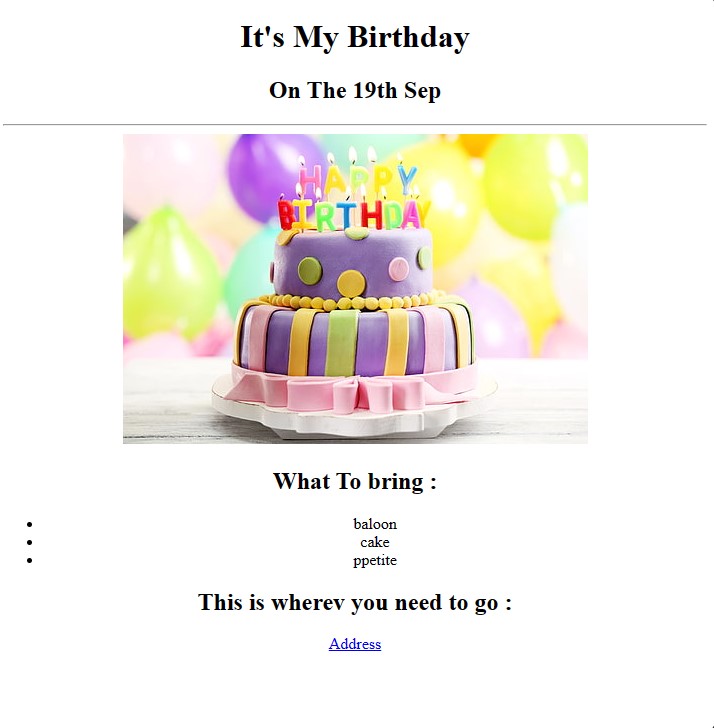 It's My Birthday
On The 19th Sep
HAPPY
BIRTHDAY
What To bring :
baloon
cake
ppetite
This is wherev you need to go :
Address